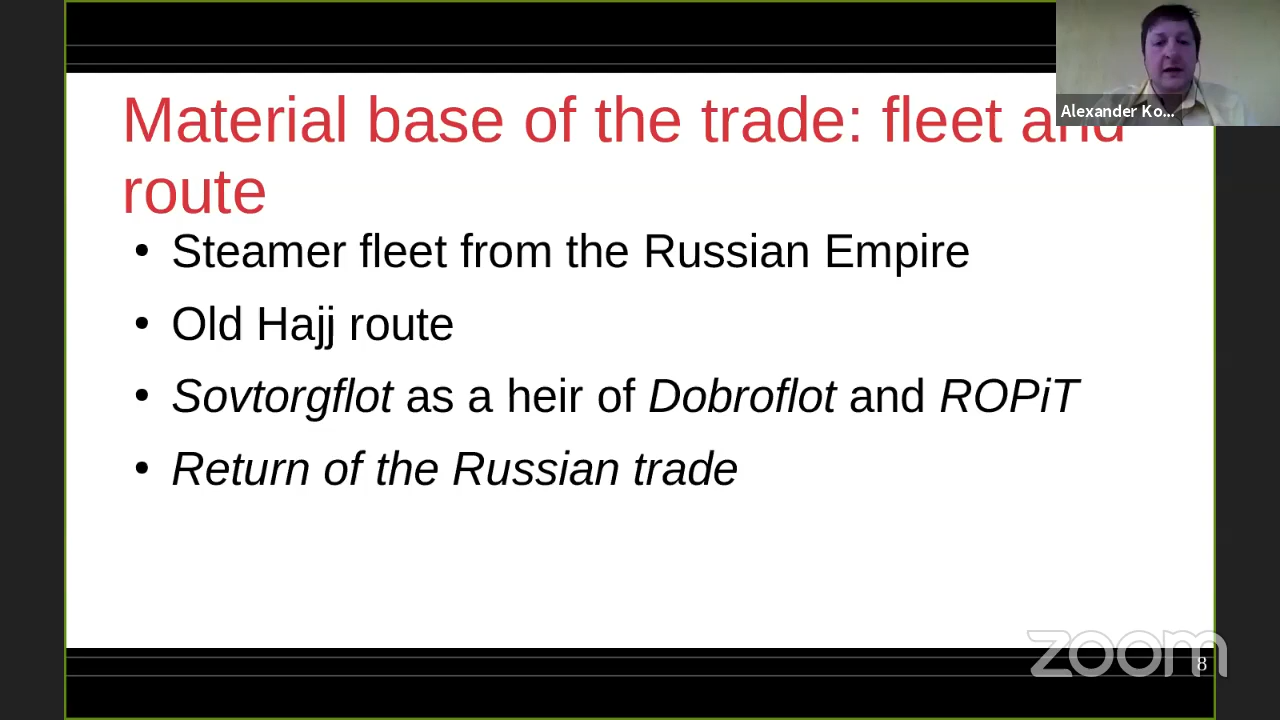 Material base of the trade: fleet and
route
• Steamer fleet from the Russian Empire
• Old Hajj route
• Sovtorgflot as a heir of Dobroflot and ROPiT
• Return of the Russian trade
Alexander Ko...
zoom
8